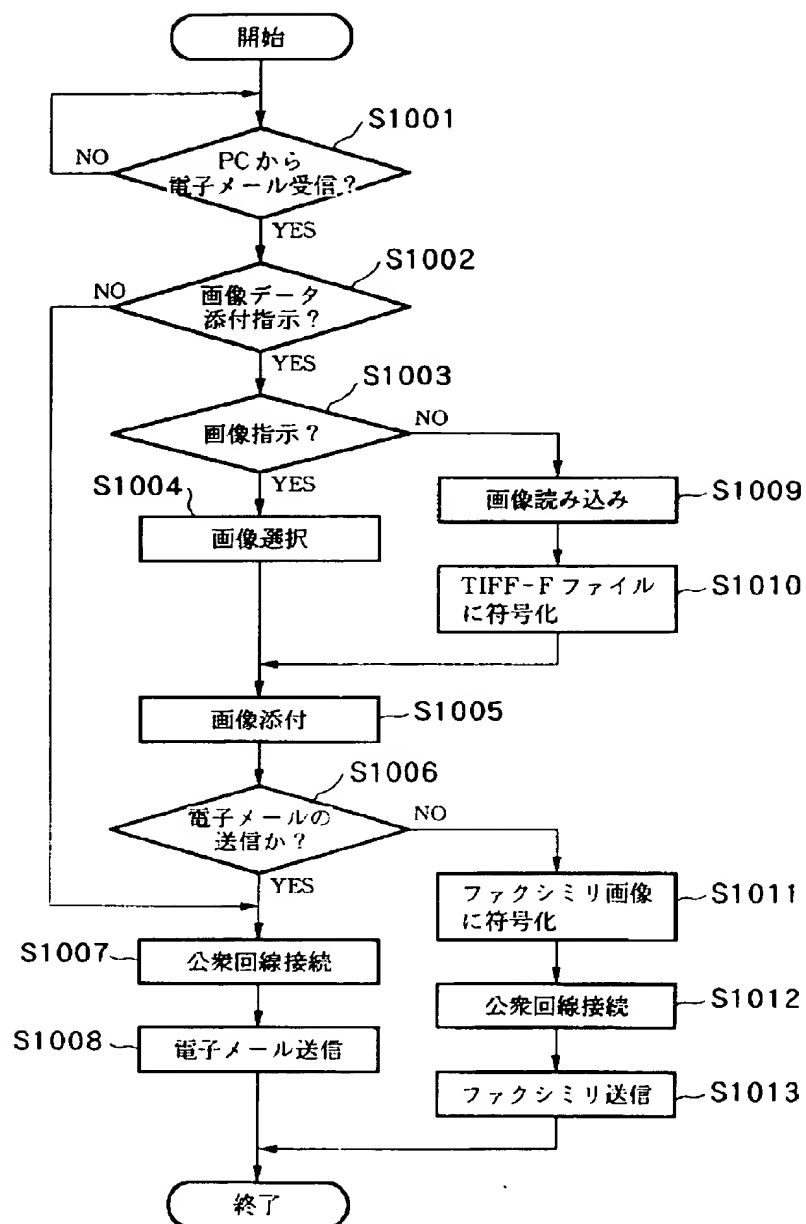 開始
S1001
PCから
電子メール受信?
NO
YES
S1002
画像データ
添付指示?
NO
YES
S1003
画像指示?
NO
YES
S1004
画像選択
画像読み込み
S1009
TIFF-Fファイル
に符号化
S1010
画像添付
S1005
S1006
電子メールの
送信か?
NO
YES
ファクシミリ画像
に符号化
S1011
S1007
公衆回線接続
公衆回線接続
S1012
S1008
電子メール送信
ファクシミリ送信
S1013
終了